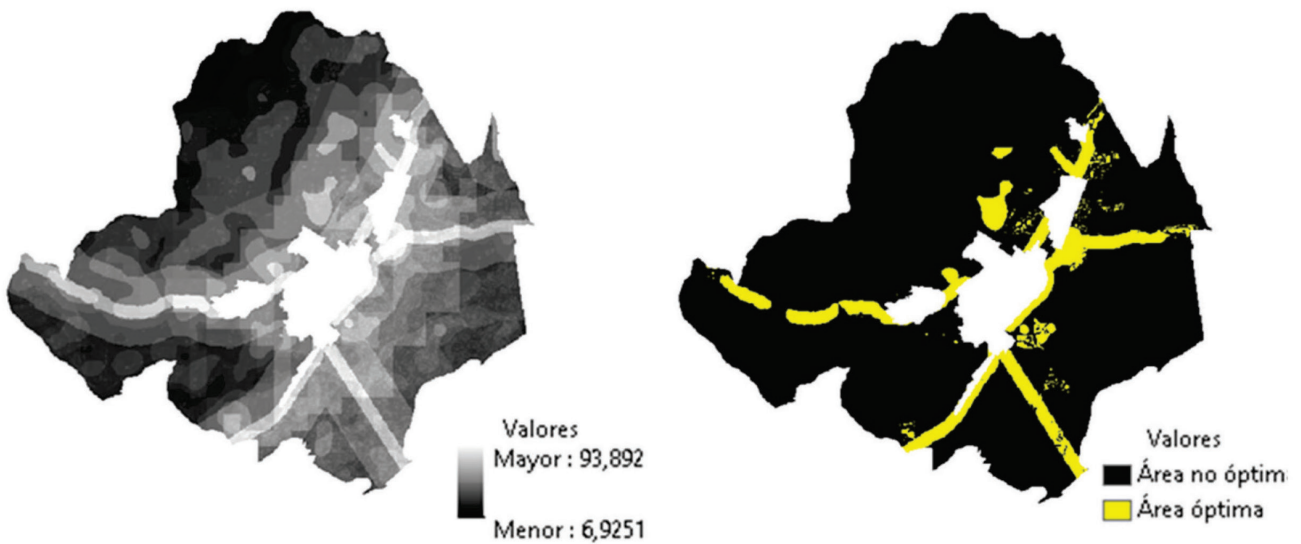 Valores
Mayor : 93,892
Menor : 6,9251
Valores
Área no óptim
Área óptima